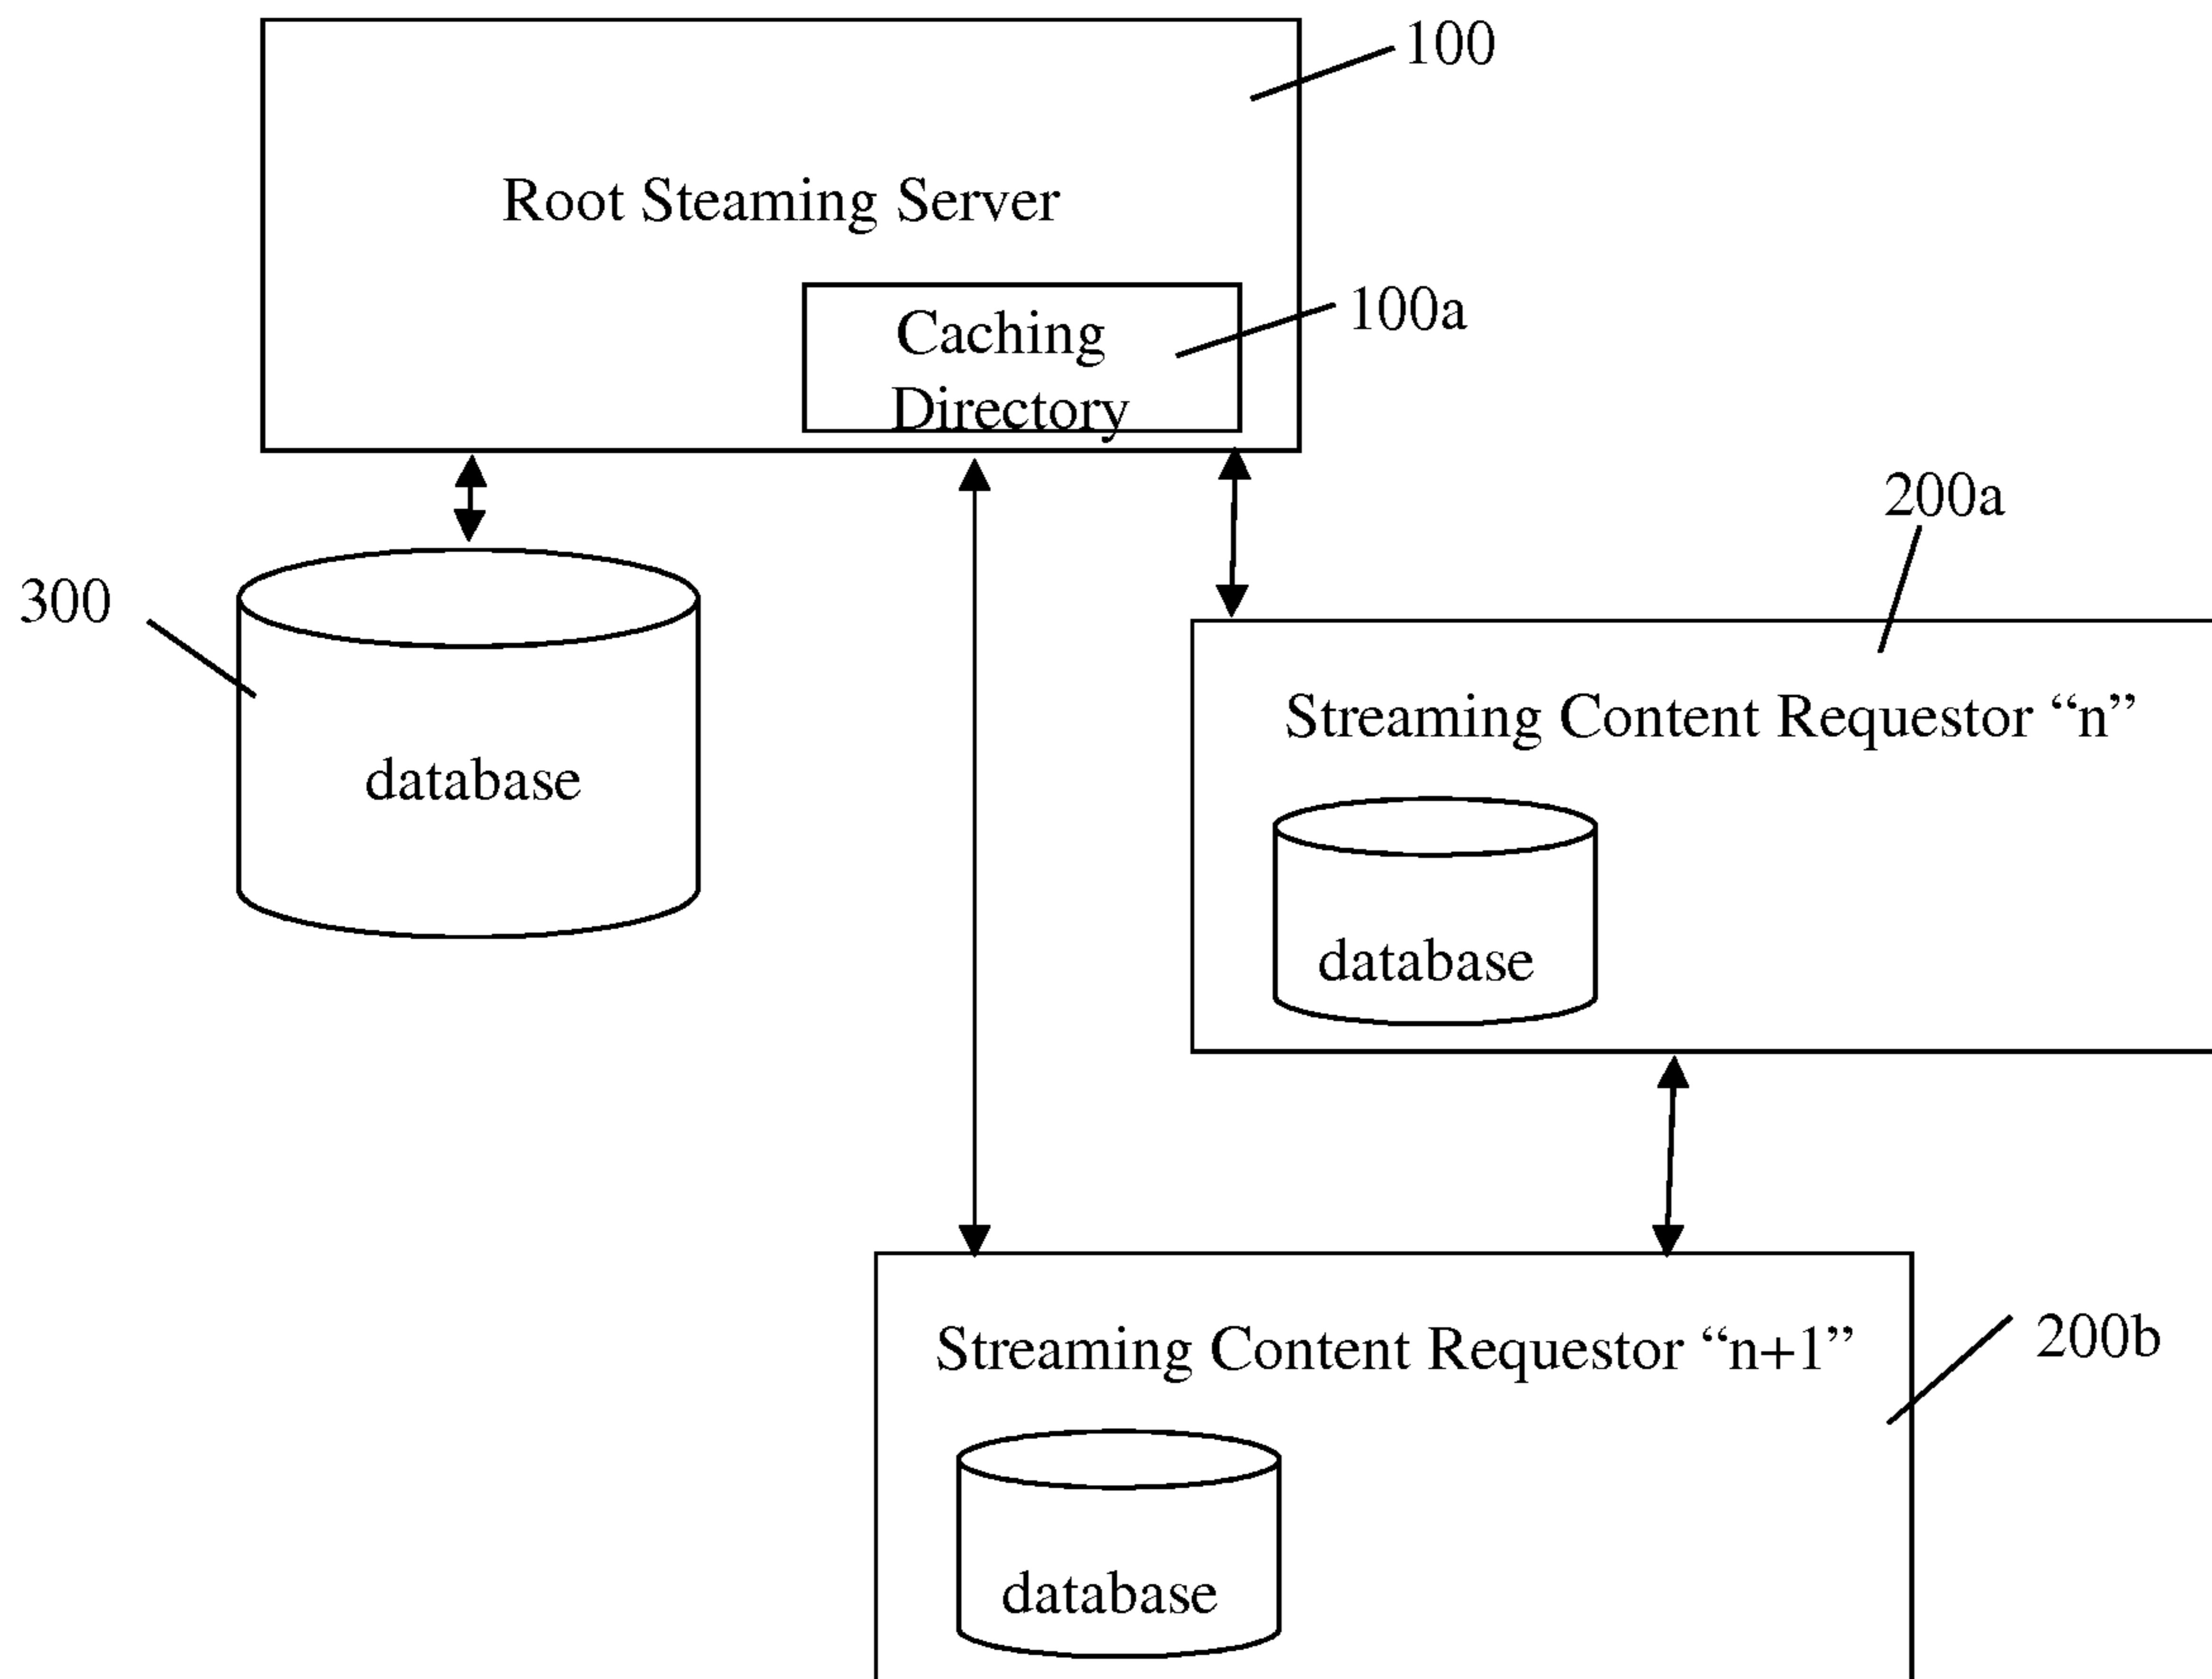 100
Root Steaming Server
100a
Caching
Directory
200a
300
Streaming Content Requestor “n”
database
database
Streaming Content Requestor “n+1”
200b
database